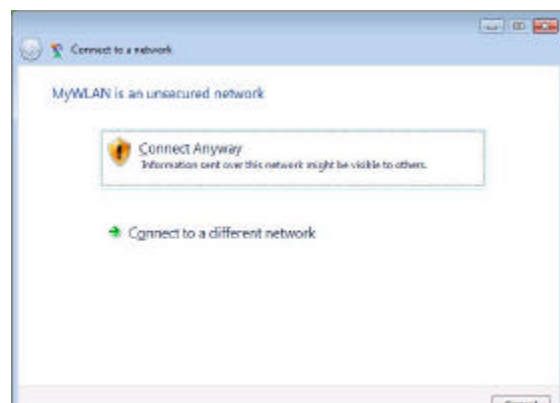 Connect to a network
MyWLAN is an unsecured network
Connect Anyway
Information sent over this network might be visible to others.
Connect to a different network
Cancel